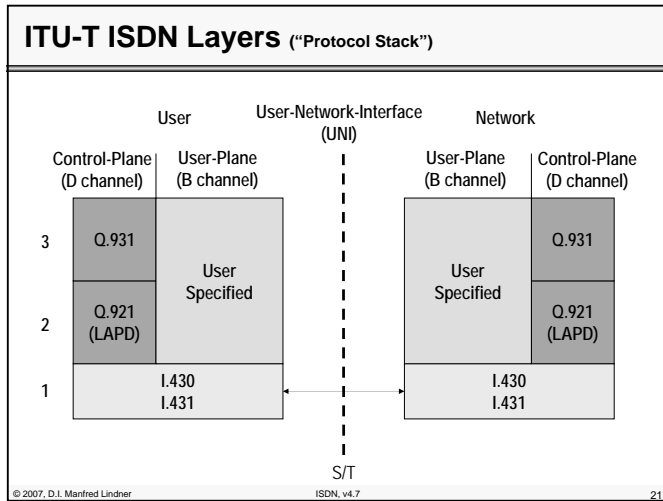 ITU-T ISDN Layers ("Protocol Stack")
User
User-Network-Interface
(UNI)
Network
Control-Plane
(D channel)
User-Plane
(B channel)
User-Plane
(B channel)
Control-Plane
(D channel)
3
Q.931
User
Specified
User
Specified
Q.931
2
Q.921
(LAPD)
Q.921
(LAPD)
1
I.430
I.431
I.430
I.431
S/T
© 2007, D.I. Manfred Lindner
ISDN, v4.7
21